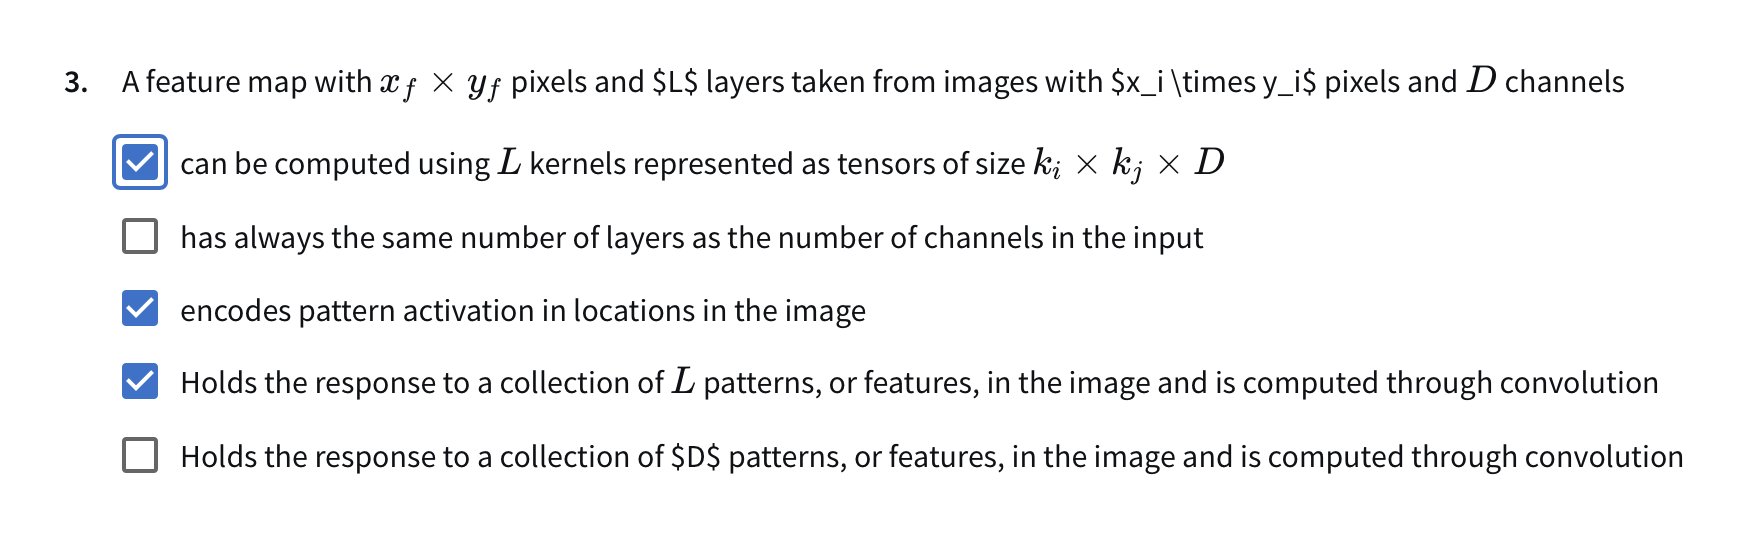 3. A feature map with $x_f \times y_f$ pixels and $L$ layers taken from images with $x_i \times y_i$ pixels and $D$ channels
can be computed using $L$ kernels represented as tensors of size $k_i \times k_j \times D$
has always the same number of layers as the number of channels in the input
encodes pattern activation in locations in the image
Holds the response to a collection of $L$ patterns, or features, in the image and is computed through convolution
Holds the response to a collection of $D$ patterns, or features, in the image and is computed through convolution